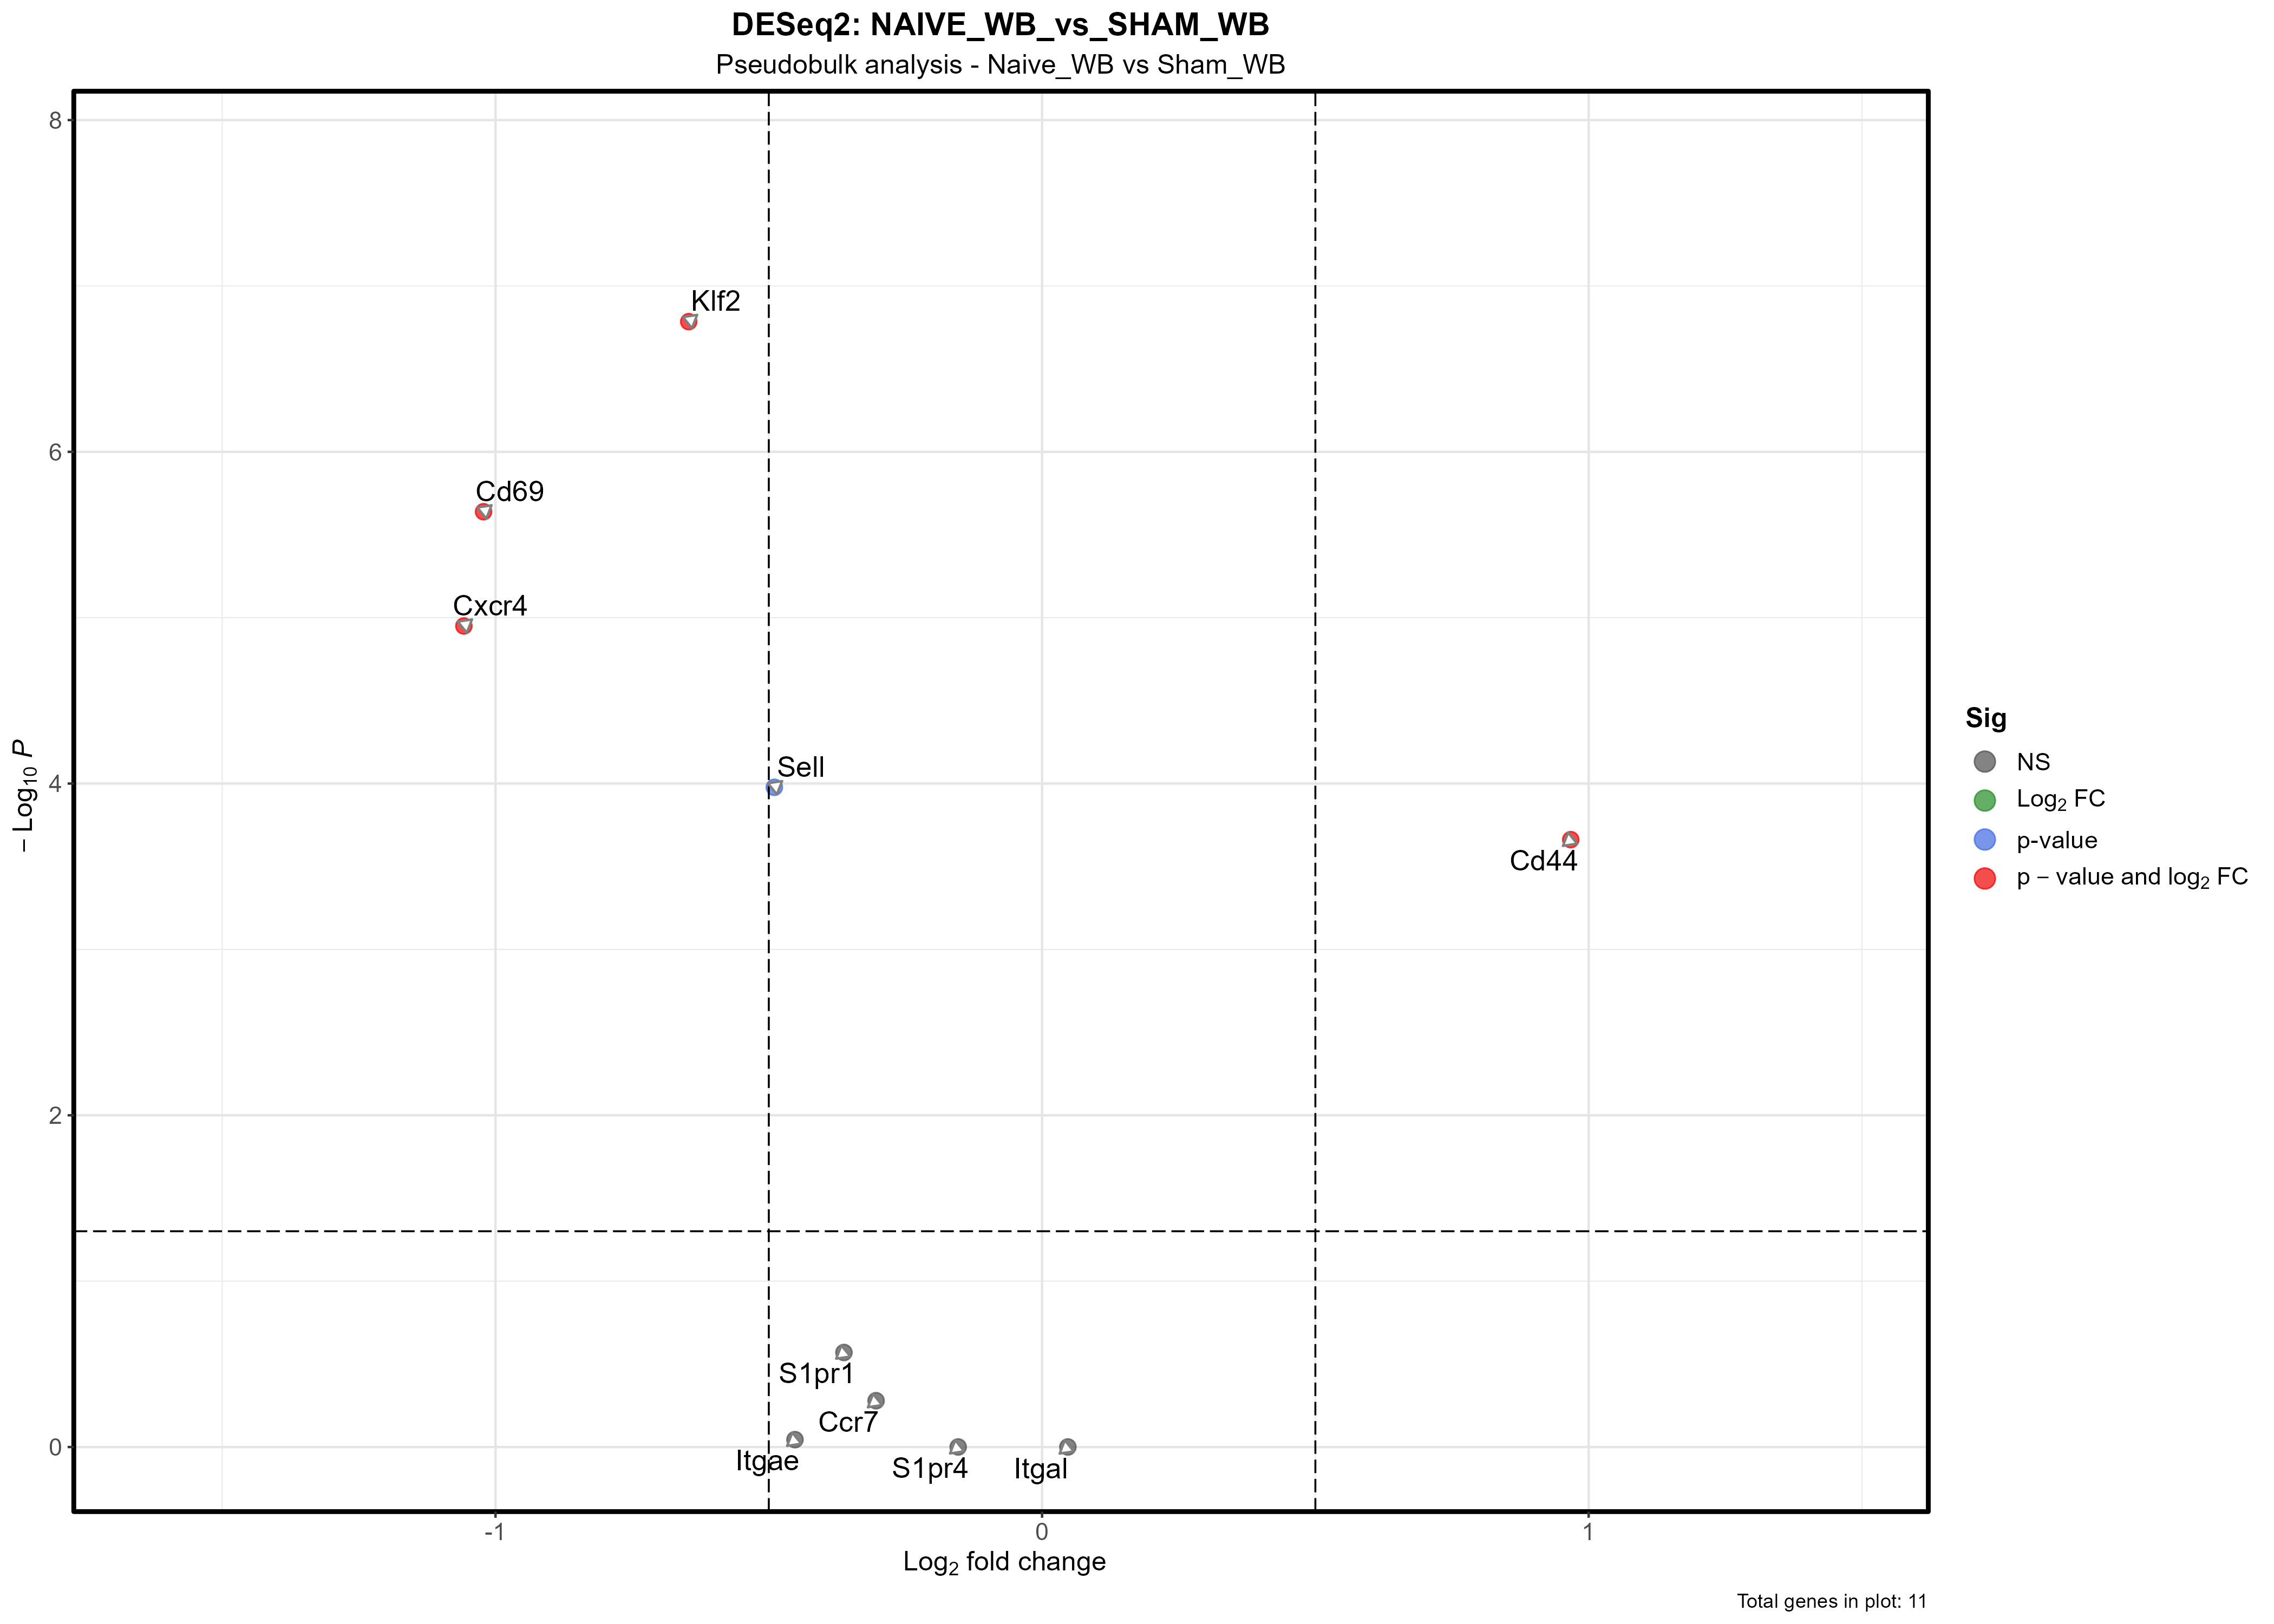 DESeq2: NAIVE_WB_vs_SHAM_WB
Pseudobulk analysis - Naive_WB vs Sham_WB
8
6
4
2
0
– Log10 P
Klf2
Cd69
Cxcr4
Sell
Cd44
S1pr1
Ccr7
Itgae
S1pr4
Itgal
-1
0
1
Log2 fold change
Sig
NS
Log2 FC
p-value
p – value and log2 FC
Total genes in plot: 11